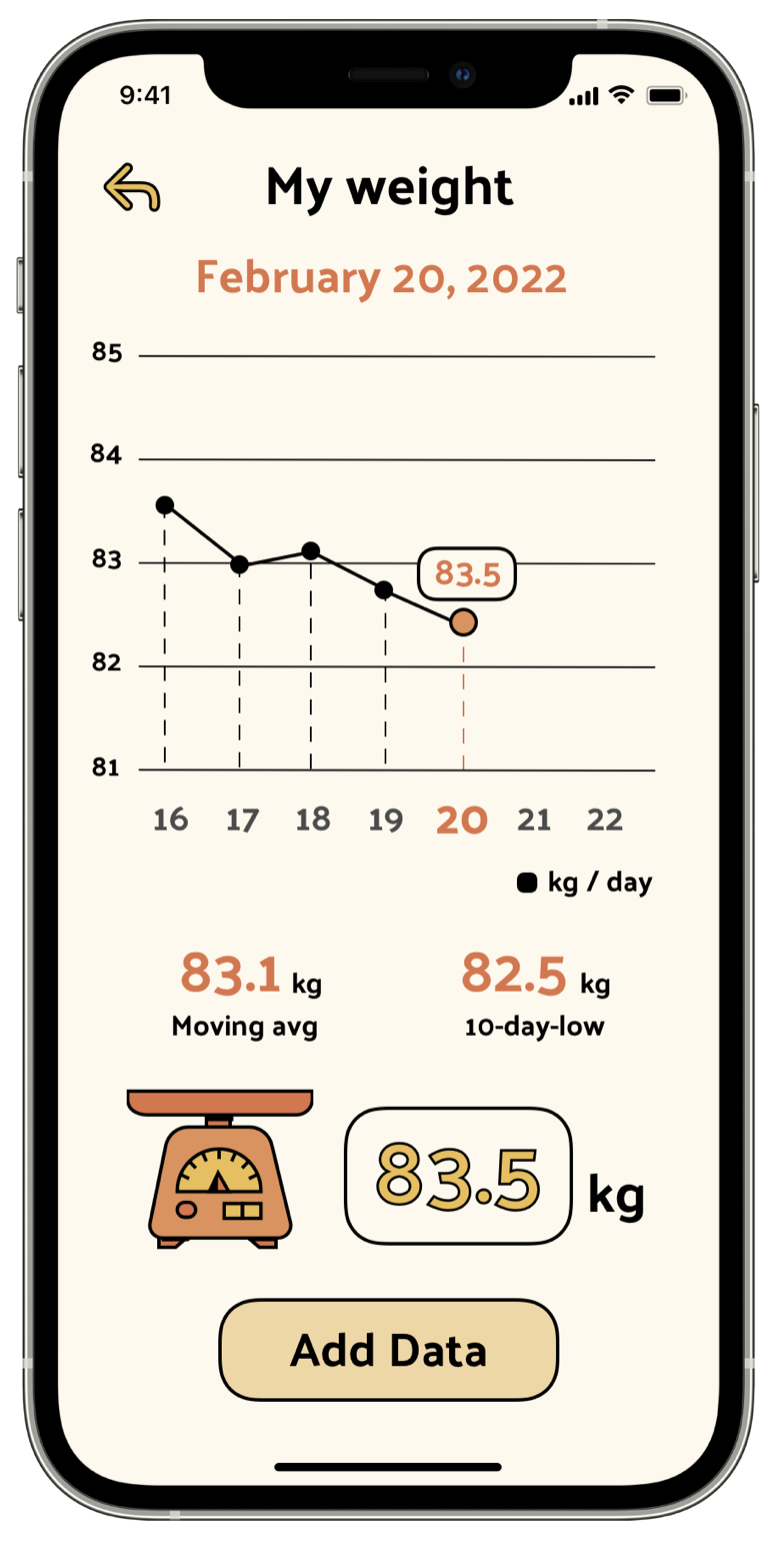 9:41
My weight
February 20, 2022
85
84
83
83.5
82
81
16 17 18 19 20 21 22
kg / day
83.1 kg 82.5 kg
Moving avg 10-day-low
83.5 kg
Add Data